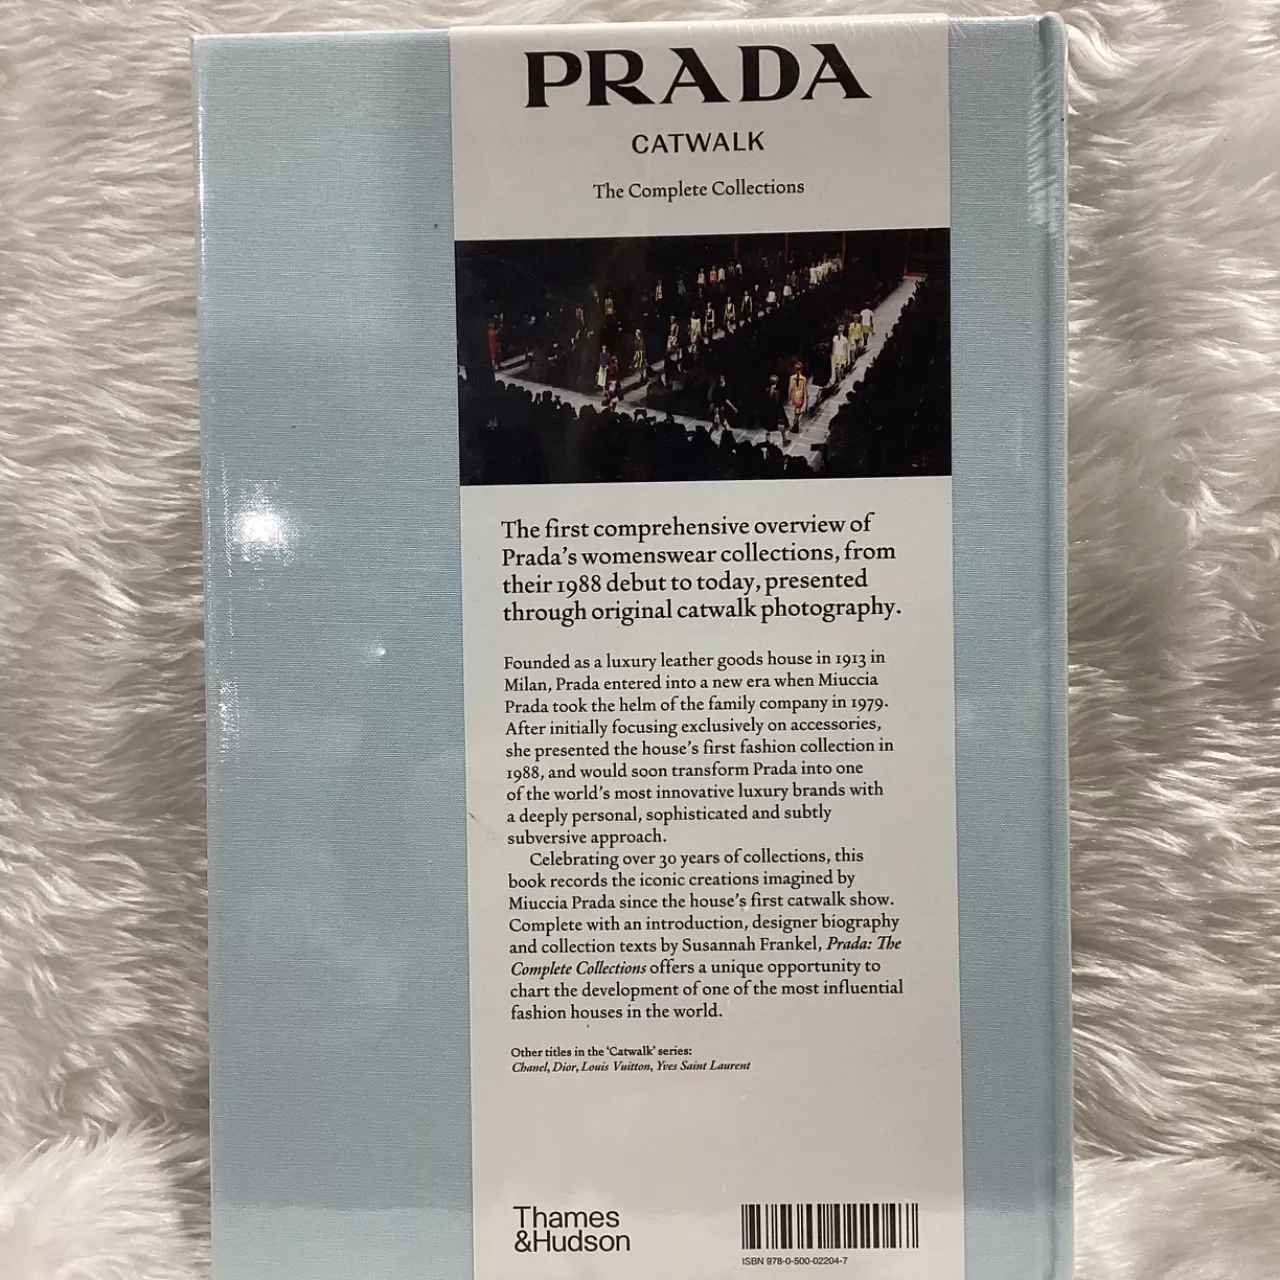 PRADA
CATWALK
The Complete Collections
The first comprehensive overview of
Prada's womenswear collections, from
their 1988 debut to today, presented
through original catwalk photography.
Founded as a luxury leather goods house in 1913 in
Milan, Prada entered into a new era when Miuccia
Prada took the helm of the family company in 1979.
After initially focusing exclusively on accessories,
she presented the house's first fashion collection in
1988, and would soon transform Prada into one
of the world's most innovative luxury brands with
a deeply personal, sophisticated and subtly
subversive approach.
Celebrating over 30 years of collections, this
book records the iconic creations imagined by
Miuccia Prada since the house's first catwalk show.
Complete with an introduction, designer biography
and collection texts by Susannah Frankel, Prada: The
Complete Collections offers a unique opportunity to
chart the development of one of the most influential
fashion houses in the world.
Other titles in the 'Catwalk' series:
Chanel, Dior, Louis Vuitton, Yves Saint Laurent
Thames
&Hudson
ISBN 978-0-500-02204-7